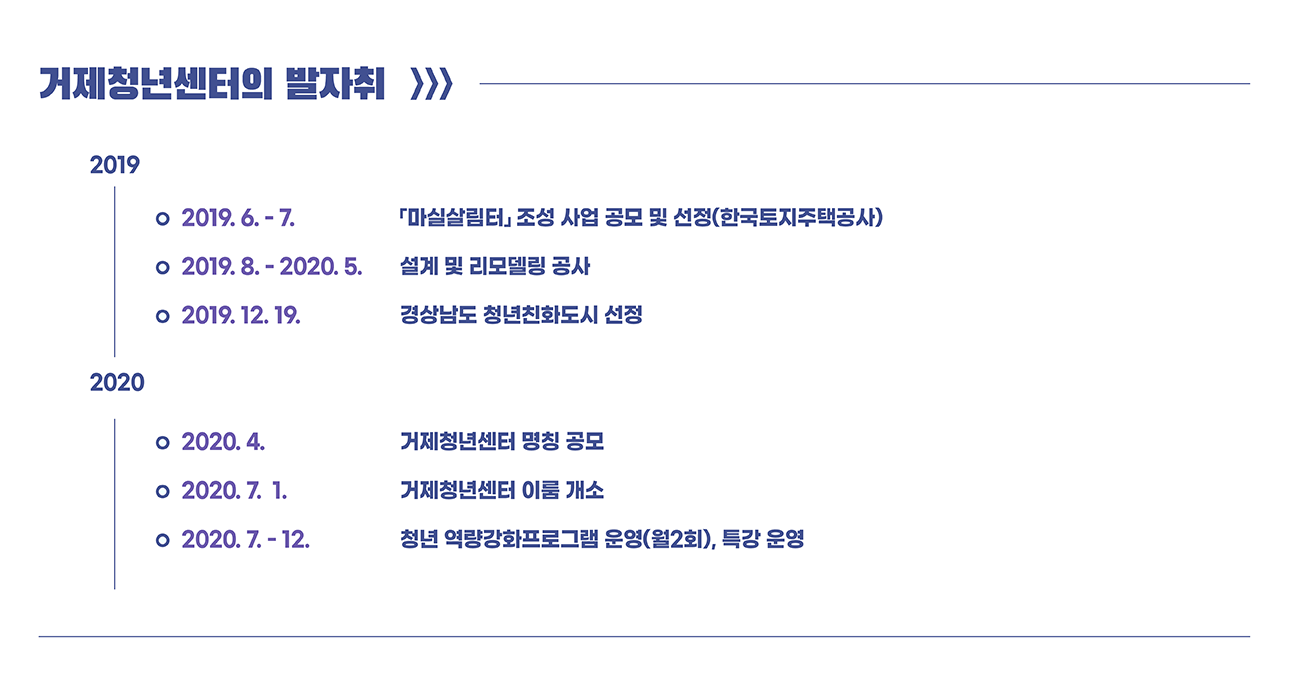 거제청년센터의 발자취 》》》
2019
2019. 6. - 7. 「마실살림터」 조성 사업 공모 및 선정(한국토지주택공사)
2019. 8. - 2020. 5. 설계 및 리모델링 공사
2019. 12. 19. 경상남도 청년친화도시 선정
2020
2020. 4. 거제청년센터 명칭 공모
2020. 7. 1. 거제청년센터 이룸 개소
2020. 7. - 12. 청년 역량강화프로그램 운영(월2회), 특강 운영